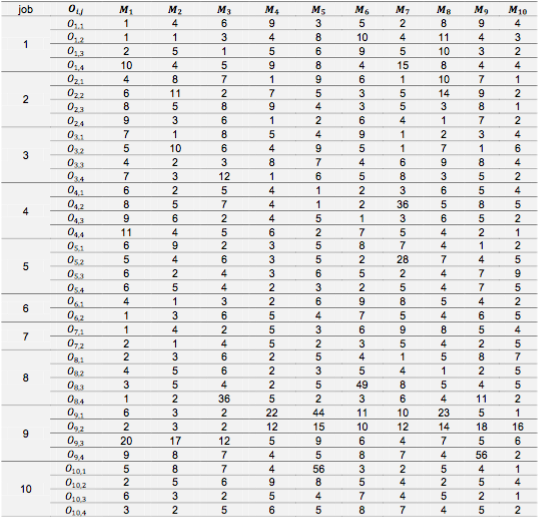 job O_{i,j} M_1 M_2 M_3 M_4 M_5 M_6 M_7 M_8 M_9 M_10
1 O_{1,1} 1 4 6 9 3 5 2 8 9 4
O_{1,2} 1 1 3 4 8 10 4 11 4 3
O_{1,3} 2 5 1 5 6 9 5 10 3 2
O_{1,4} 10 4 5 9 8 4 15 8 4 4
2 O_{2,1} 4 8 7 1 9 6 1 10 7 1
O_{2,2} 6 11 2 7 5 3 5 14 9 2
O_{2,3} 8 5 8 9 4 3 5 3 8 1
O_{2,4} 9 3 6 1 2 6 4 1 7 2
3 O_{3,1} 7 1 8 5 4 9 1 2 3 4
O_{3,2} 5 10 6 4 9 5 1 7 1 6
O_{3,3} 4 2 3 8 7 4 6 9 8 4
O_{3,4} 7 3 12 1 6 5 8 3 5 2
4 O_{4,1} 6 2 5 4 1 2 3 6 5 4
O_{4,2} 8 5 7 4 1 2 36 5 8 5
O_{4,3} 9 6 2 4 5 1 3 6 5 2
O_{4,4} 11 4 5 6 2 7 5 4 2 1
5 O_{5,1} 6 9 2 3 5 8 7 4 1 2
O_{5,2} 5 4 6 3 5 2 28 7 4 5
O_{5,3} 6 2 4 3 6 5 2 4 7 9
O_{5,4} 6 5 4 2 3 2 5 4 7 5
6 O_{6,1} 4 1 3 2 6 9 8 5 4 2
O_{6,2} 1 3 6 5 4 7 5 4 6 5
7 O_{7,1} 1 4 2 5 3 6 9 8 5 4
O_{7,2} 2 1 4 5 2 3 5 4 2 5
8 O_{8,1} 2 3 6 2 5 4 1 5 8 7
O_{8,2} 4 5 6 2 3 5 4 1 2 5
O_{8,3} 3 5 4 2 5 49 8 5 4 5
O_{8,4} 1 2 36 5 2 3 6 4 11 2
9 O_{9,1} 6 3 2 22 44 11 10 23 5 1
O_{9,2} 2 3 2 12 15 10 12 14 18 16
O_{9,3} 20 17 12 5 9 6 4 7 5 6
O_{9,4} 9 8 7 4 5 8 7 4 56 2
10 O_{10,1} 5 8 7 4 56 3 2 5 4 1
O_{10,2} 2 5 6 9 8 5 4 2 5 4
O_{10,3} 6 3 2 5 4 7 4 5 2 1
O_{10,4} 3 2 5 6 5 8 7 4 5 2